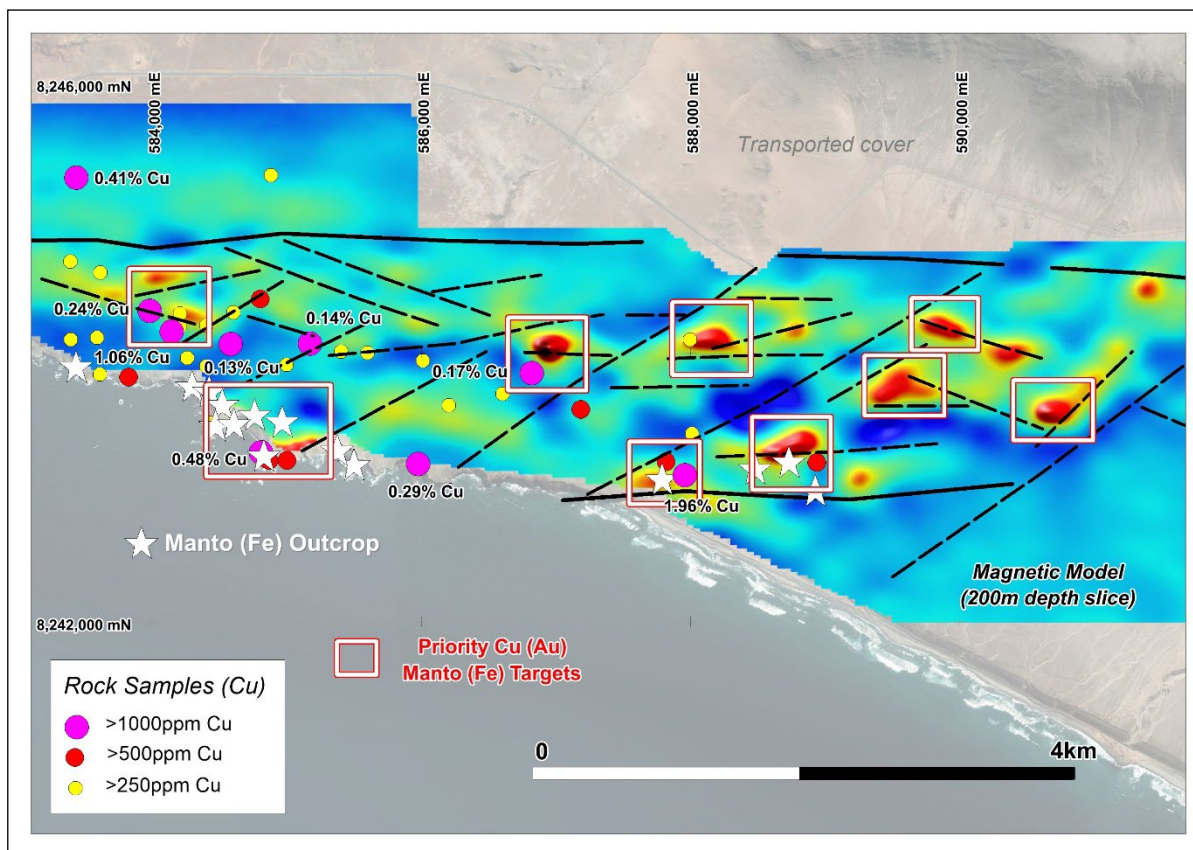 584,000 mE
586,000 mE
588,000 mE
590,000 mE
8,246,000 mN
Transported cover
0.41% Cu
0.24% Cu
0.14% Cu
1.06% Cu
0.13% Cu
0.17% Cu
0.48% Cu
0.29% Cu
1.96% Cu
Manto (Fe) Outcrop
Magnetic Model
(200m depth slice)
8,242,000 mN
Priority Cu (Au)
Manto (Fe) Targets
Rock Samples (Cu)
>1000ppm Cu
>500ppm Cu
>250ppm Cu
0
4km